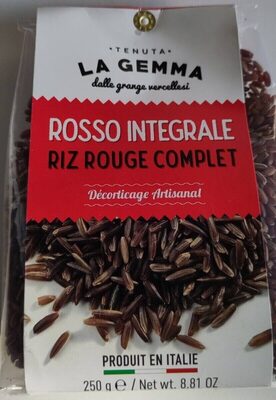 • TENUTA •
LA GEMMA
dalle grange vercellesi
ROSSO INTEGRALE
RIZ ROUGE COMPLET
Décorticage Artisanal
PRODUIT EN ITALIE
250 g ℮ / Net wt. 8.81 OZ